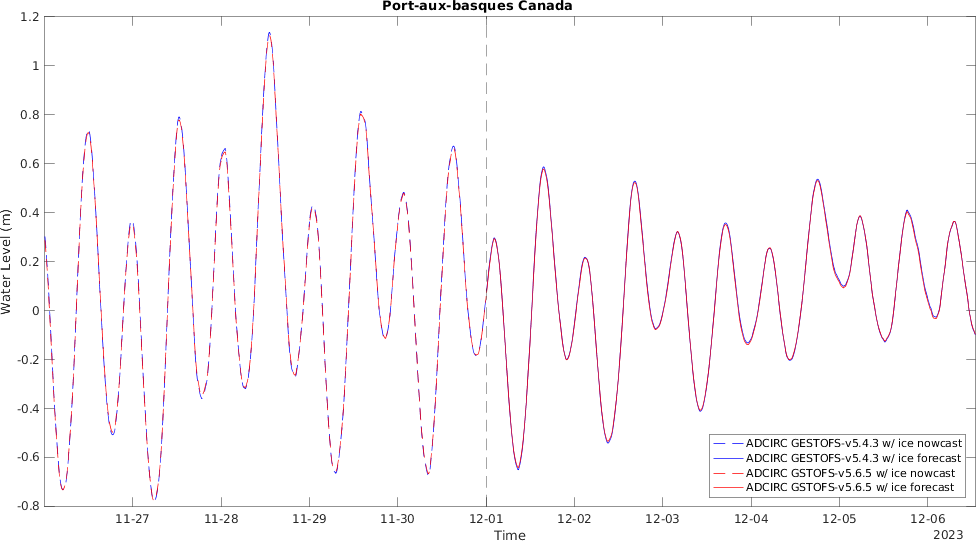 Port-aux-basques Canada
1.2
1
0.8
0.6
0.4
0.2
0
-0.2
-0.4
-0.6
-0.8
Water Level (m)
11-27 11-28 11-29 11-30 12-01 12-02 12-03 12-04 12-05 12-06
Time
2023
ADCIRC GESTOFS-v5.4.3 w/ ice nowcast
ADCIRC GESTOFS-v5.4.3 w/ ice forecast
ADCIRC GSTOFS-v5.6.5 w/ ice nowcast
ADCIRC GSTOFS-v5.6.5 w/ ice forecast